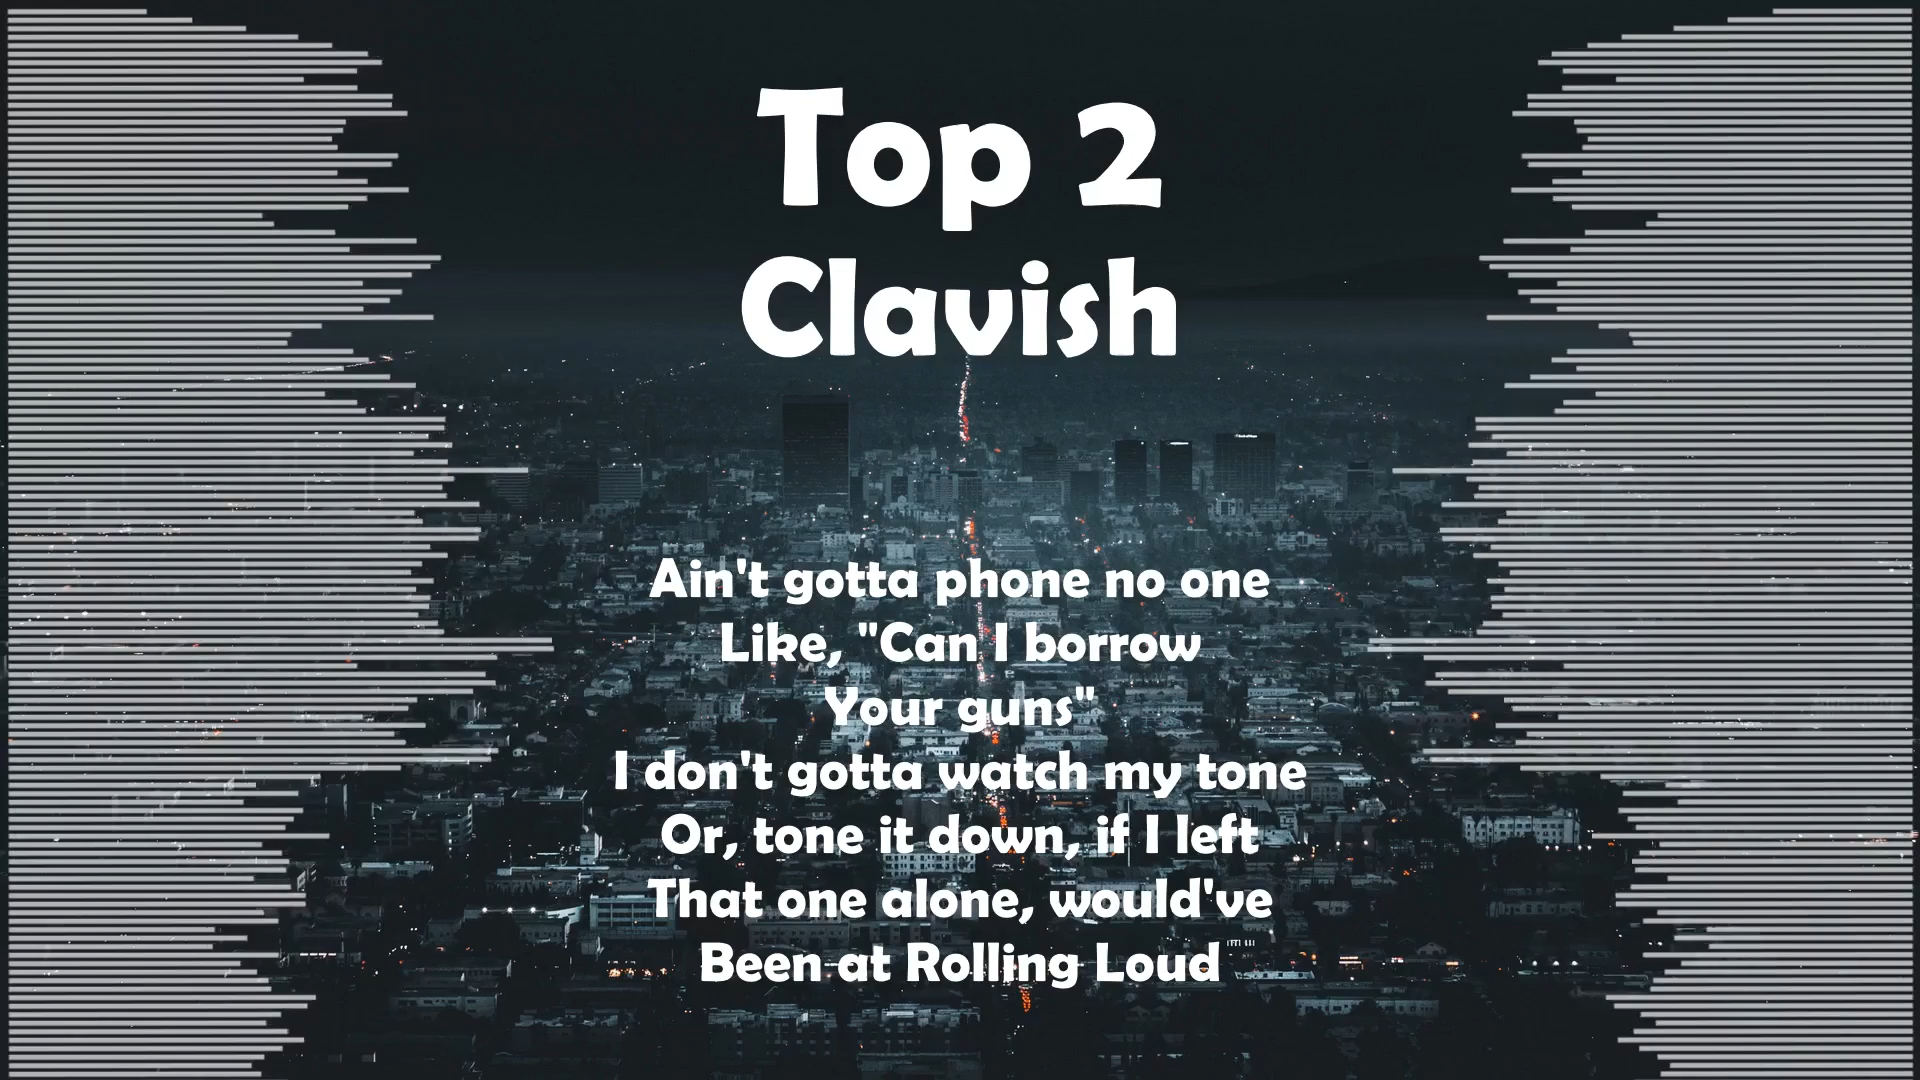 Top 2
Clavish
Ain't gotta phone no one
Like, "Can I borrow
Your guns"
I don't gotta watch my tone
Or, tone it down, if I left
That one alone, would've
Been at Rolling Loud